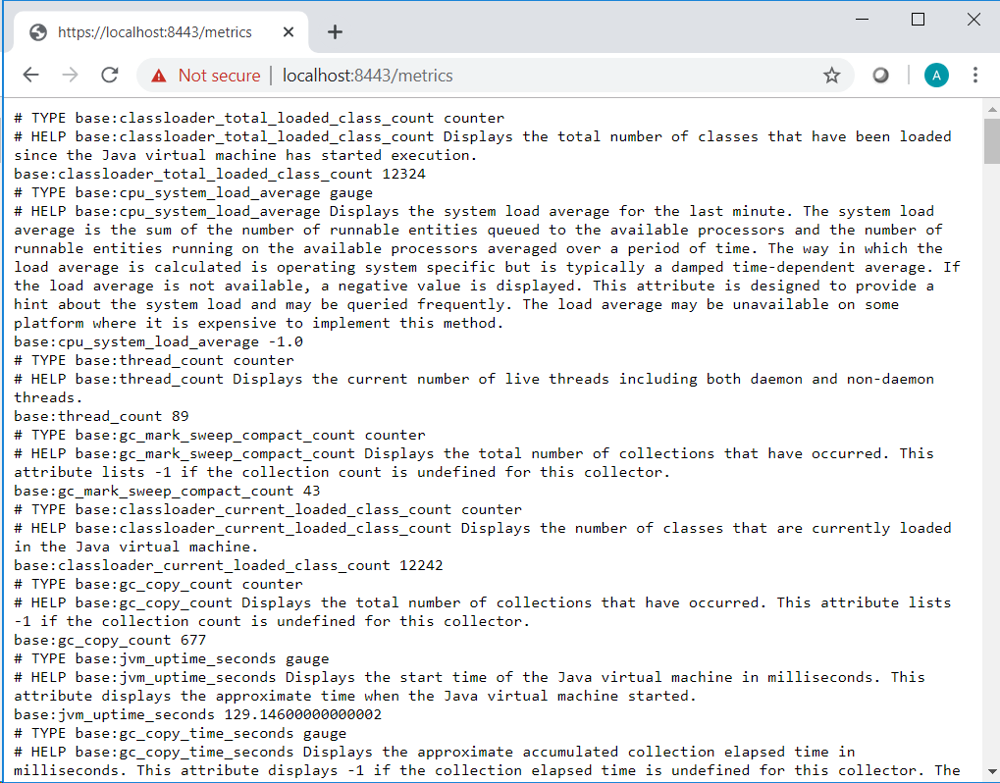 https://localhost:8443/metrics
Not secure | localhost:8443/metrics
A
# TYPE base:classloader_total_loaded_class_count counter
# HELP base:classloader_total_loaded_class_count Displays the total number of classes that have been loaded
since the Java virtual machine has started execution.
base:classloader_total_loaded_class_count 12324
# TYPE base:cpu_system_load_average gauge
# HELP base:cpu_system_load_average Displays the system load average for the last minute. The system load
average is the sum of the number of runnable entities queued to the available processors and the number of
runnable entities running on the available processors averaged over a period of time. The way in which the
load average is calculated is operating system specific but is typically a damped time-dependent average. If
the load average is not available, a negative value is displayed. This attribute is designed to provide a
hint about the system load and may be queried frequently. The load average may be unavailable on some
platform where it is expensive to implement this method.
base:cpu_system_load_average -1.0
# TYPE base:thread_count counter
# HELP base:thread_count Displays the current number of live threads including both daemon and non-daemon
threads.
base:thread_count 89
# TYPE base:gc_mark_sweep_compact_count counter
# HELP base:gc_mark_sweep_compact_count Displays the total number of collections that have occurred. This
attribute lists -1 if the collection count is undefined for this collector.
base:gc_mark_sweep_compact_count 43
# TYPE base:classloader_current_loaded_class_count counter
# HELP base:classloader_current_loaded_class_count Displays the number of classes that are currently loaded
in the Java virtual machine.
base:classloader_current_loaded_class_count 12242
# TYPE base:gc_copy_count counter
# HELP base:gc_copy_count Displays the total number of collections that have occurred. This attribute lists
-1 if the collection count is undefined for this collector.
base:gc_copy_count 677
# TYPE base:jvm_uptime_seconds gauge
# HELP base:jvm_uptime_seconds Displays the start time of the Java virtual machine in milliseconds. This
attribute displays the approximate time when the Java virtual machine started.
base:jvm_uptime_seconds 129.14600000000002
# TYPE base:gc_copy_time_seconds gauge
# HELP base:gc_copy_time_seconds Displays the approximate accumulated collection elapsed time in
milliseconds. This attribute displays -1 if the collection elapsed time is undefined for this collector. The